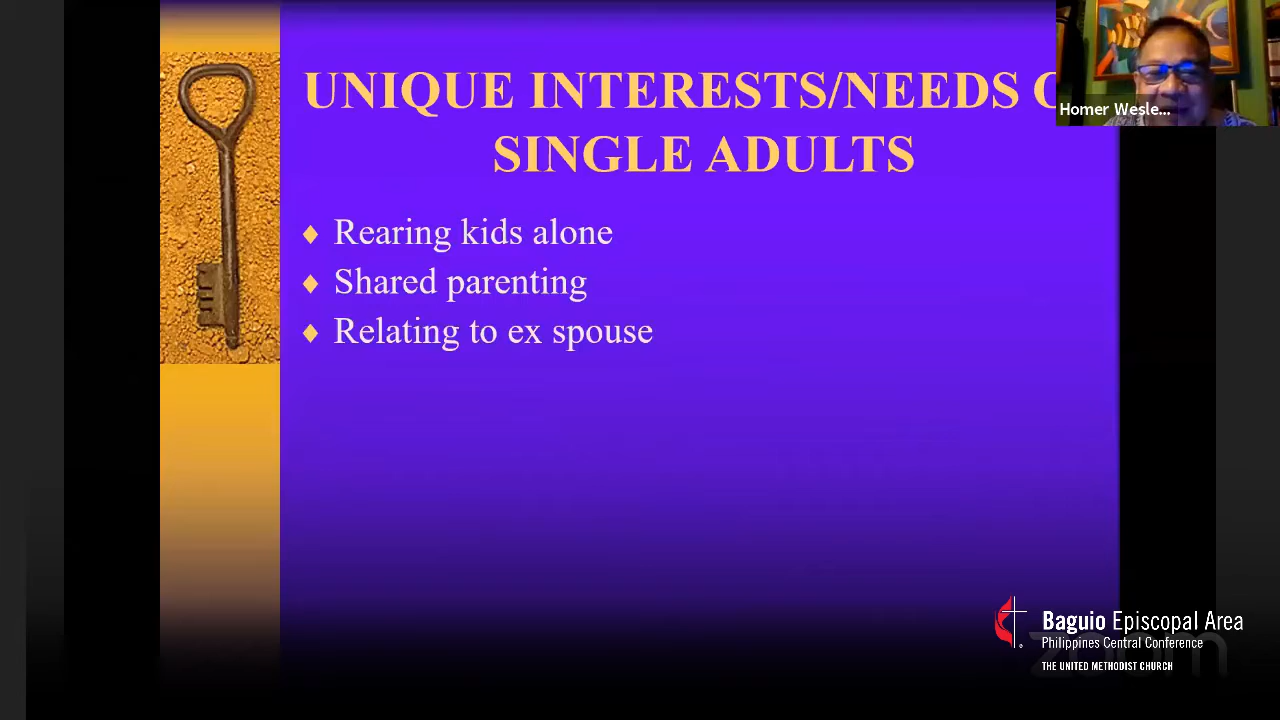 UNIQUE INTERESTS/NEEDS
SINGLE ADULTS
Homer Wesle...
Rearing kids alone
Shared parenting
Relating to ex spouse
Baguio Episcopal Area
Philippines Central Conference
THE UNITED METHODIST CHURCH
zoom